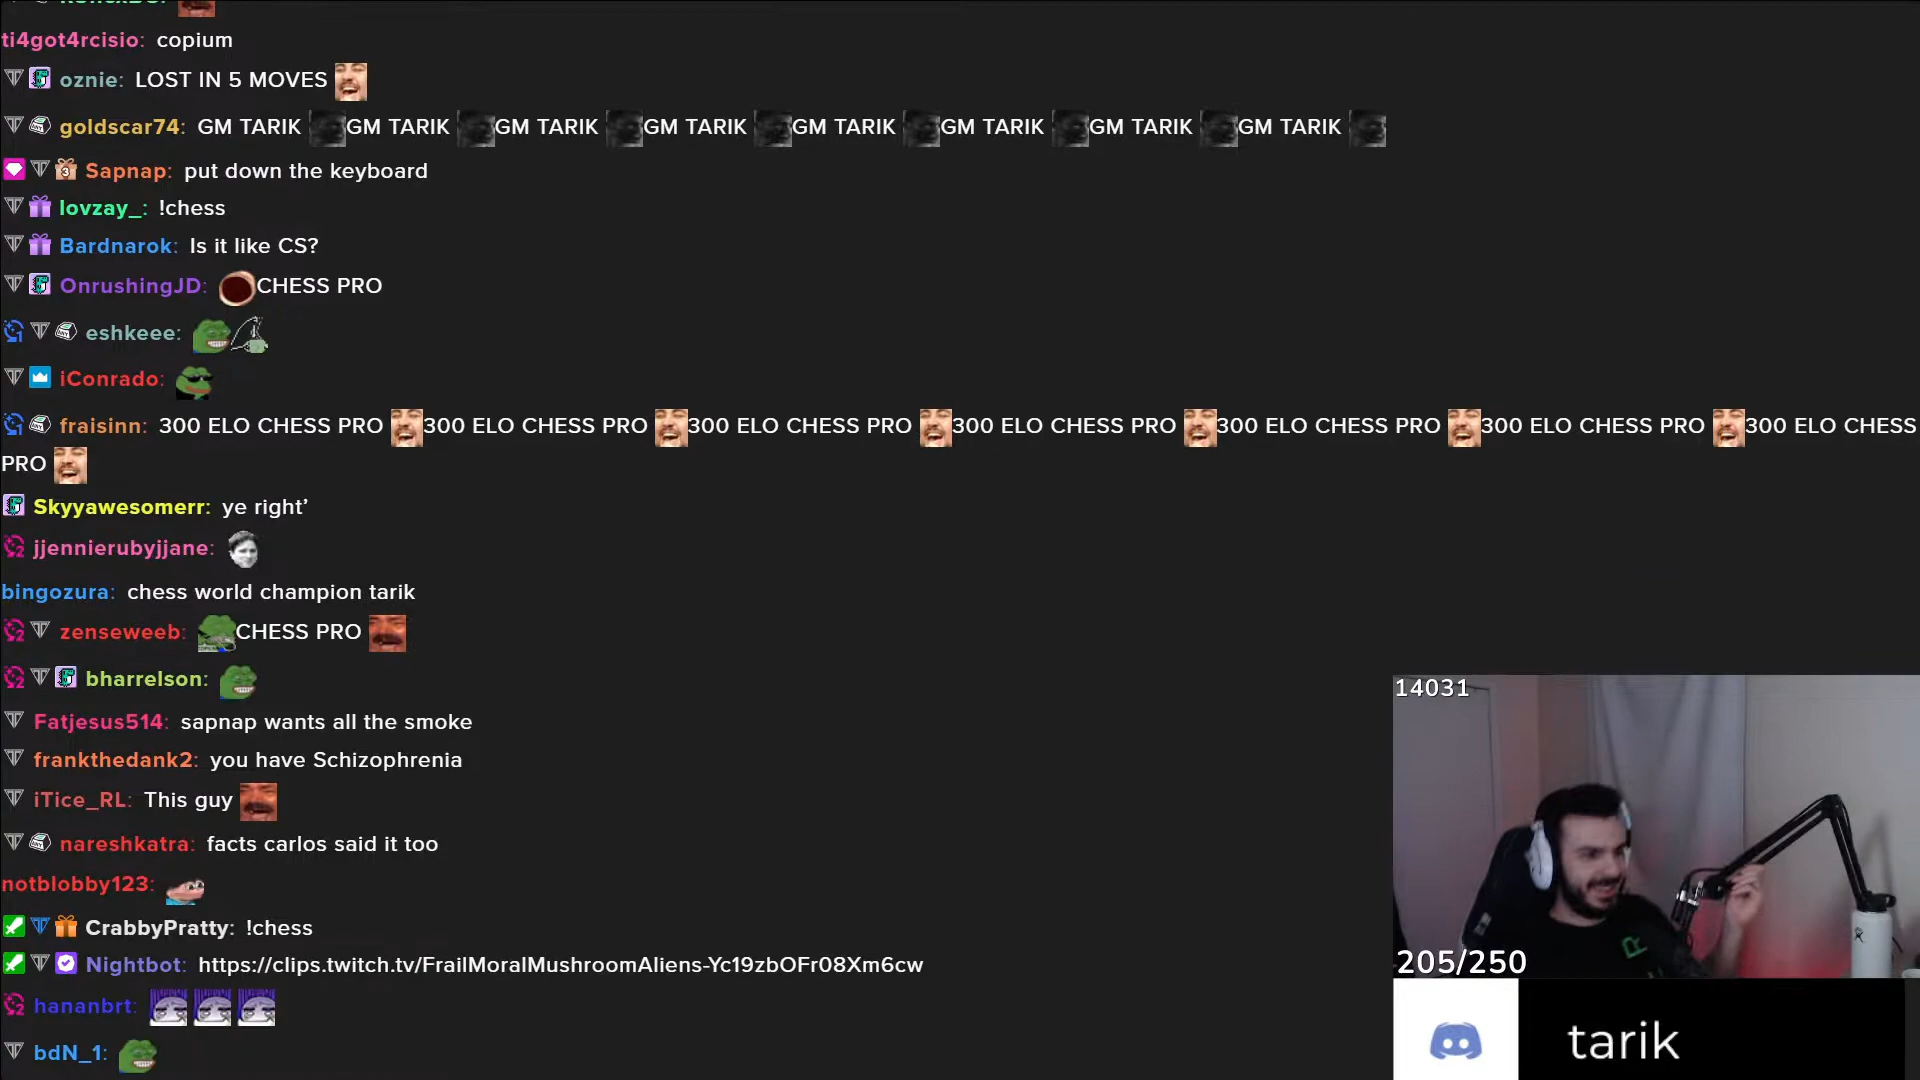 ti4got4rcisio: copium
oznie: LOST IN 5 MOVES
goldscar74: GM TARIK GM TARIK GM TARIK GM TARIK GM TARIK GM TARIK GM TARIK GM TARIK
Sapnap: put down the keyboard
lovzay_: !chess
Bardnarok: Is it like CS?
OnrushingJD: CHESS PRO
eshkeee:
iConrado:
fraisinn: 300 ELO CHESS PRO 300 ELO CHESS PRO 300 ELO CHESS PRO 300 ELO CHESS PRO 300 ELO CHESS PRO 300 ELO CHESS PRO 300 ELO CHESS
PRO
Skyyawesomerr: ye right’
jjennierubyjjane:
bingozura: chess world champion tarik
zenseweeb: CHESS PRO
bharrelson:
Fatjesus514: sapnap wants all the smoke
frankthedank2: you have Schizophrenia
iTice_RL: This guy
nareshkatra: facts carlos said it too
notblobby123:
CrabbyPratty: !chess
Nightbot: https://clips.twitch.tv/FrailMoralMushroomAliens-Yc19zbOFr08Xm6cw
hananbrt:
bdN_1:
14031
205/250
tarik